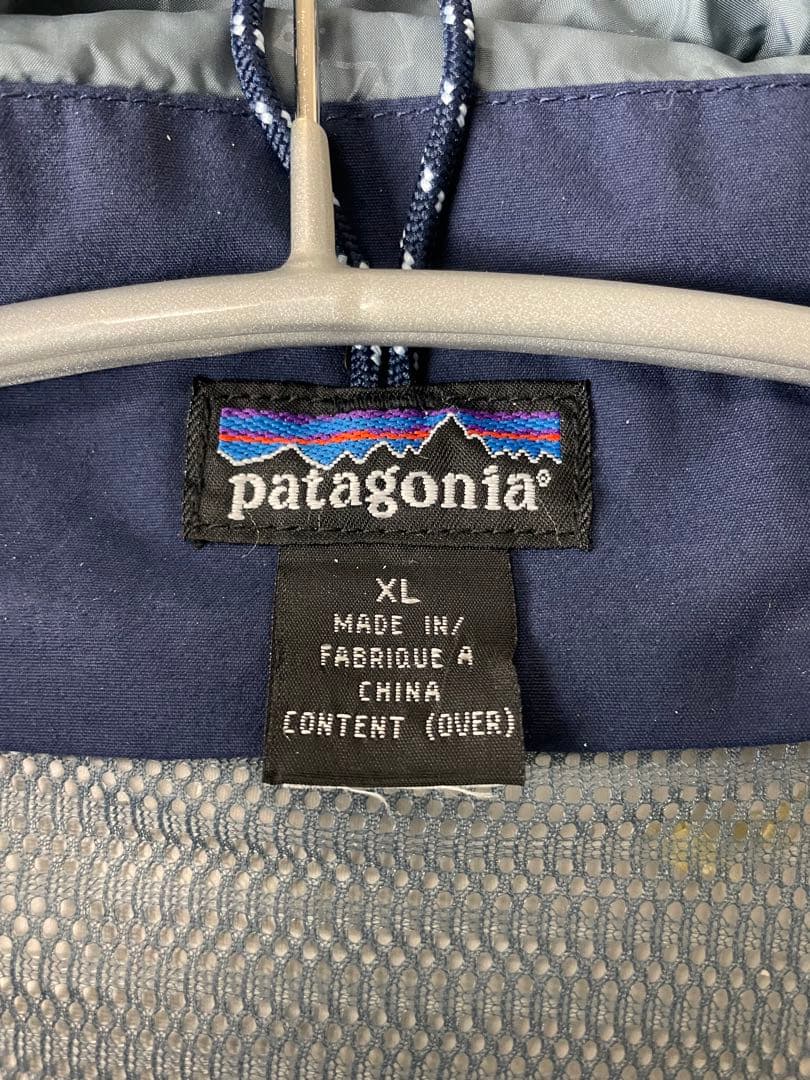 patagonia®
XL
MADE IN/
FABRIQUE A
CHINA
CONTENT (OVER)